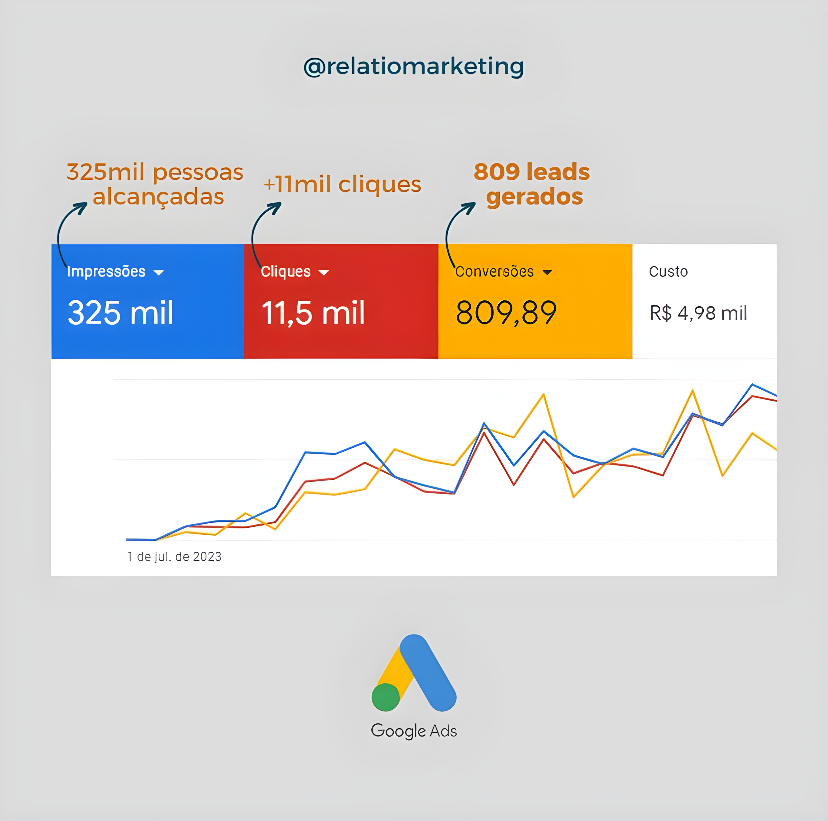 @relatiomarketing
325mil pessoas
alcançadas
+11mil cliques
809 leads
gerados
Impressões
325 mil
Cliques
11,5 mil
Conversões
809,89
Custo
R$ 4,98 mil
1 de jul. de 2023
Google Ads